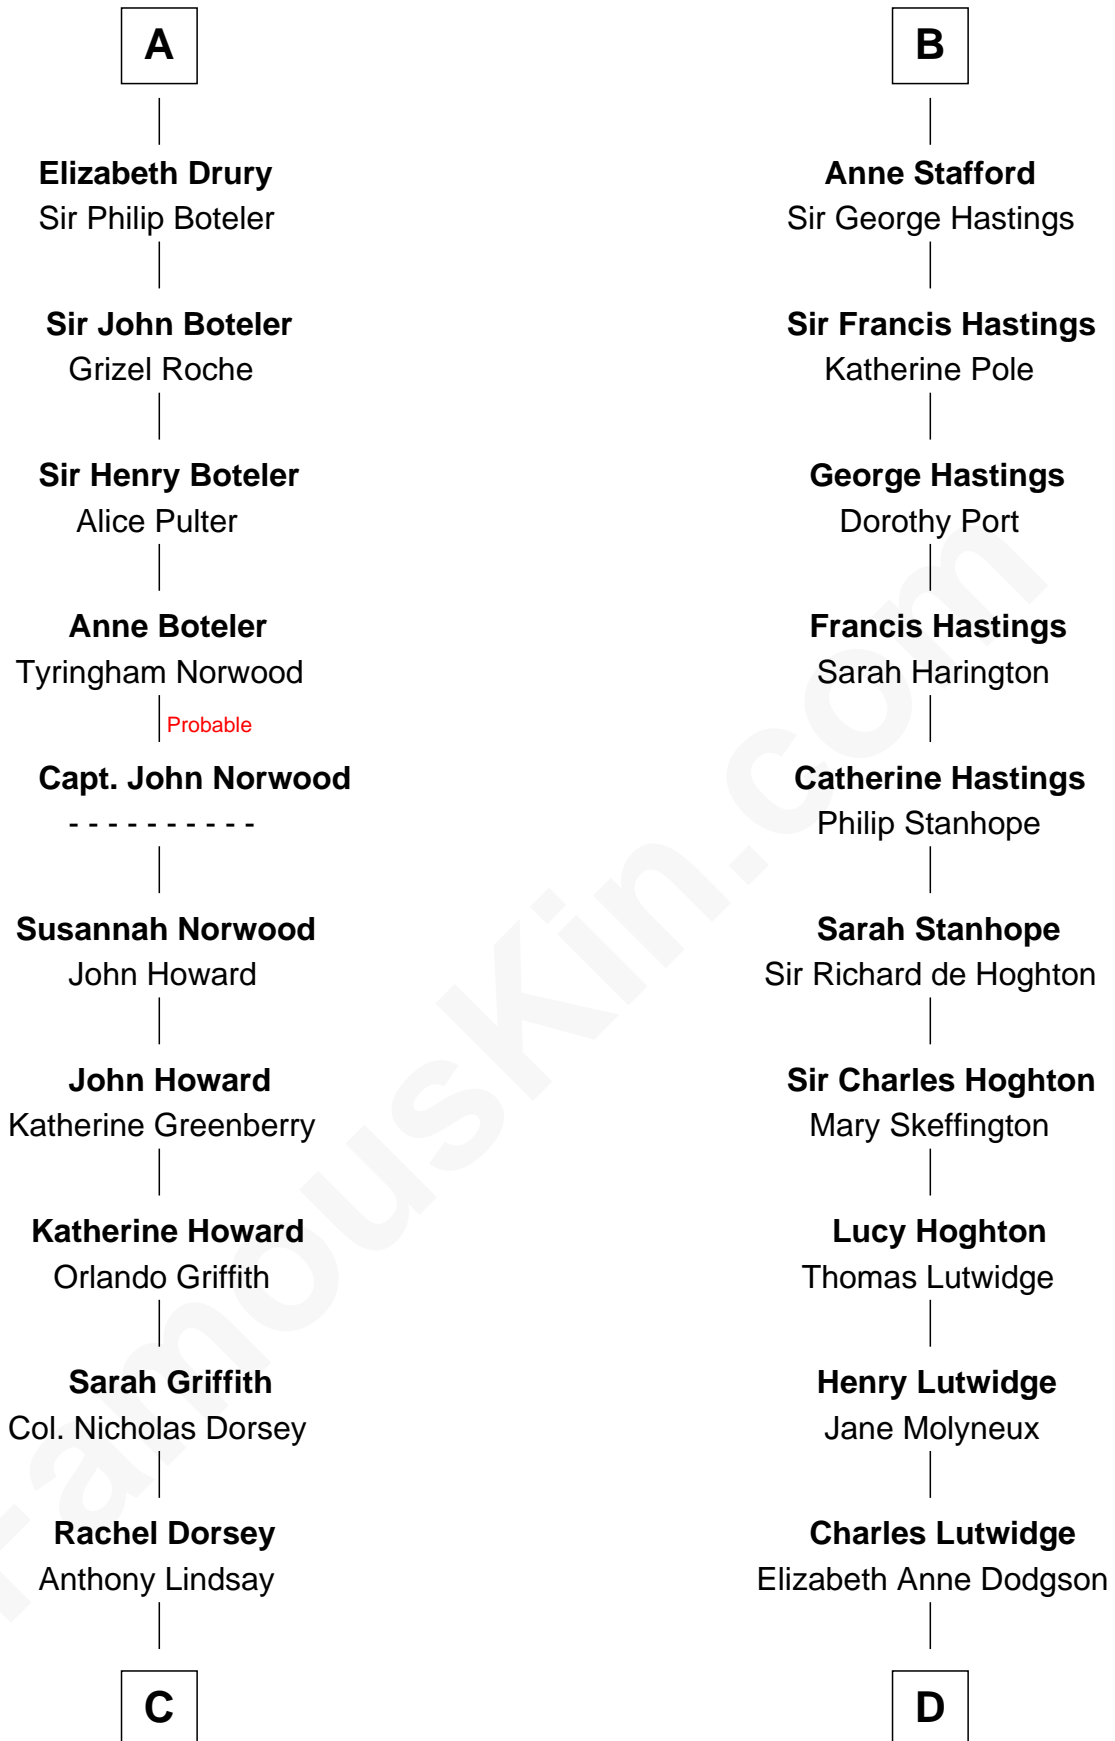 A
Elizabeth Drury
Sir Philip Boteler
Sir John Boteler
Grizel Roche
Sir Henry Boteler
Alice Pulter
Anne Boteler
Tyringham Norwood
Probable
Capt. John Norwood
- - - - - - - - - -
Susannah Norwood
John Howard
John Howard
Katherine Greenberry
Katherine Howard
Orlando Griffith
Sarah Griffith
Col. Nicholas Dorsey
Rachel Dorsey
Anthony Lindsay
C
B
Anne Stafford
Sir George Hastings
Sir Francis Hastings
Katherine Pole
George Hastings
Dorothy Port
Francis Hastings
Sarah Harington
Catherine Hastings
Philip Stanhope
Sarah Stanhope
Sir Richard de Hoghton
Sir Charles Hoghton
Mary Skeffington
Lucy Hoghton
Thomas Lutwidge
Henry Lutwidge
Jane Molyneux
Charles Lutwidge
Elizabeth Anne Dodgson
D
FamousKin.com